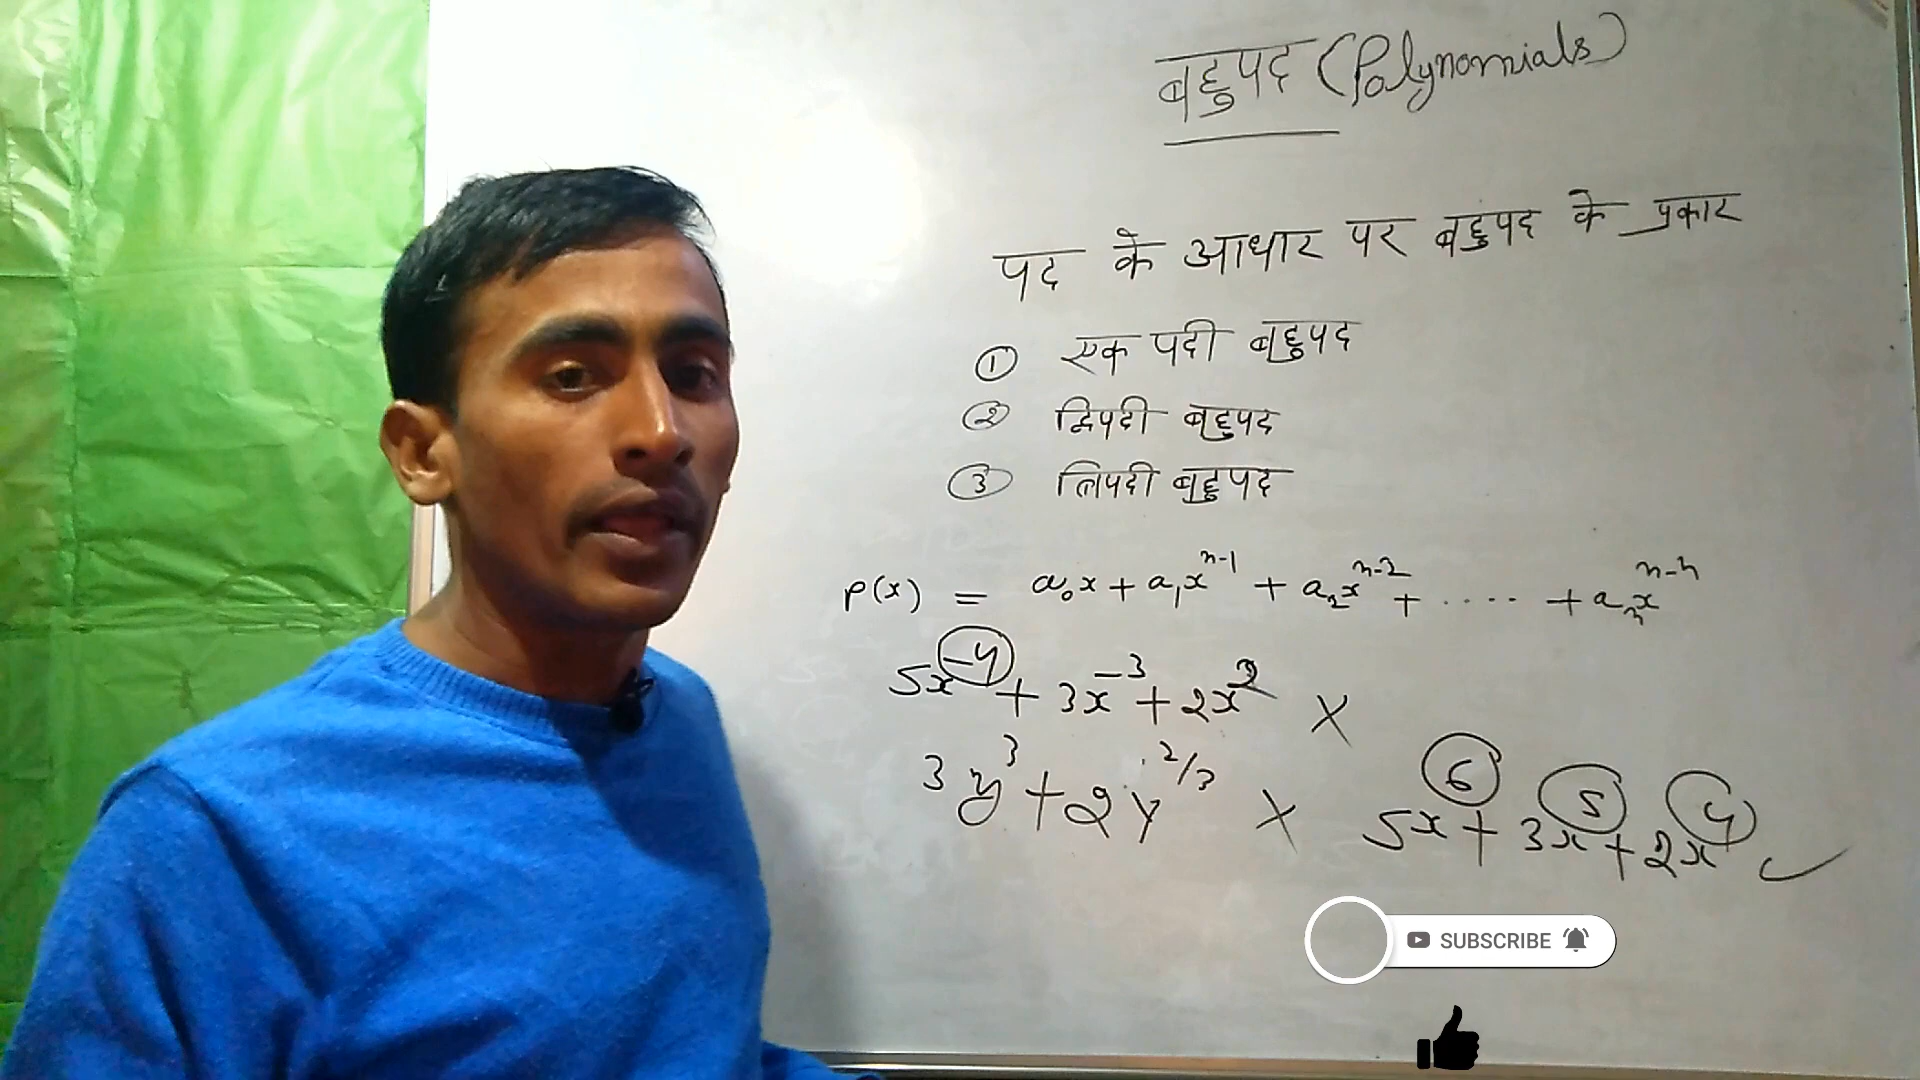 बहुपद (Polynomials)
पद के आधार पर बहुपद के प्रकार
① एक पदी बहुपद
② द्विपदी बहुपद
③ त्रिपदी बहुपद
P(x) = a₀x + a₁xⁿ⁻¹ + a₂xⁿ⁻² + ..... + aₙxⁿ⁻ⁿ
5x⁻⁴ + 3x⁻³ + 2x² ×
3y³ + 2y^2/3 × 5x⁶ + 3x⁵ + 2x⁴ ✓
SUBSCRIBE